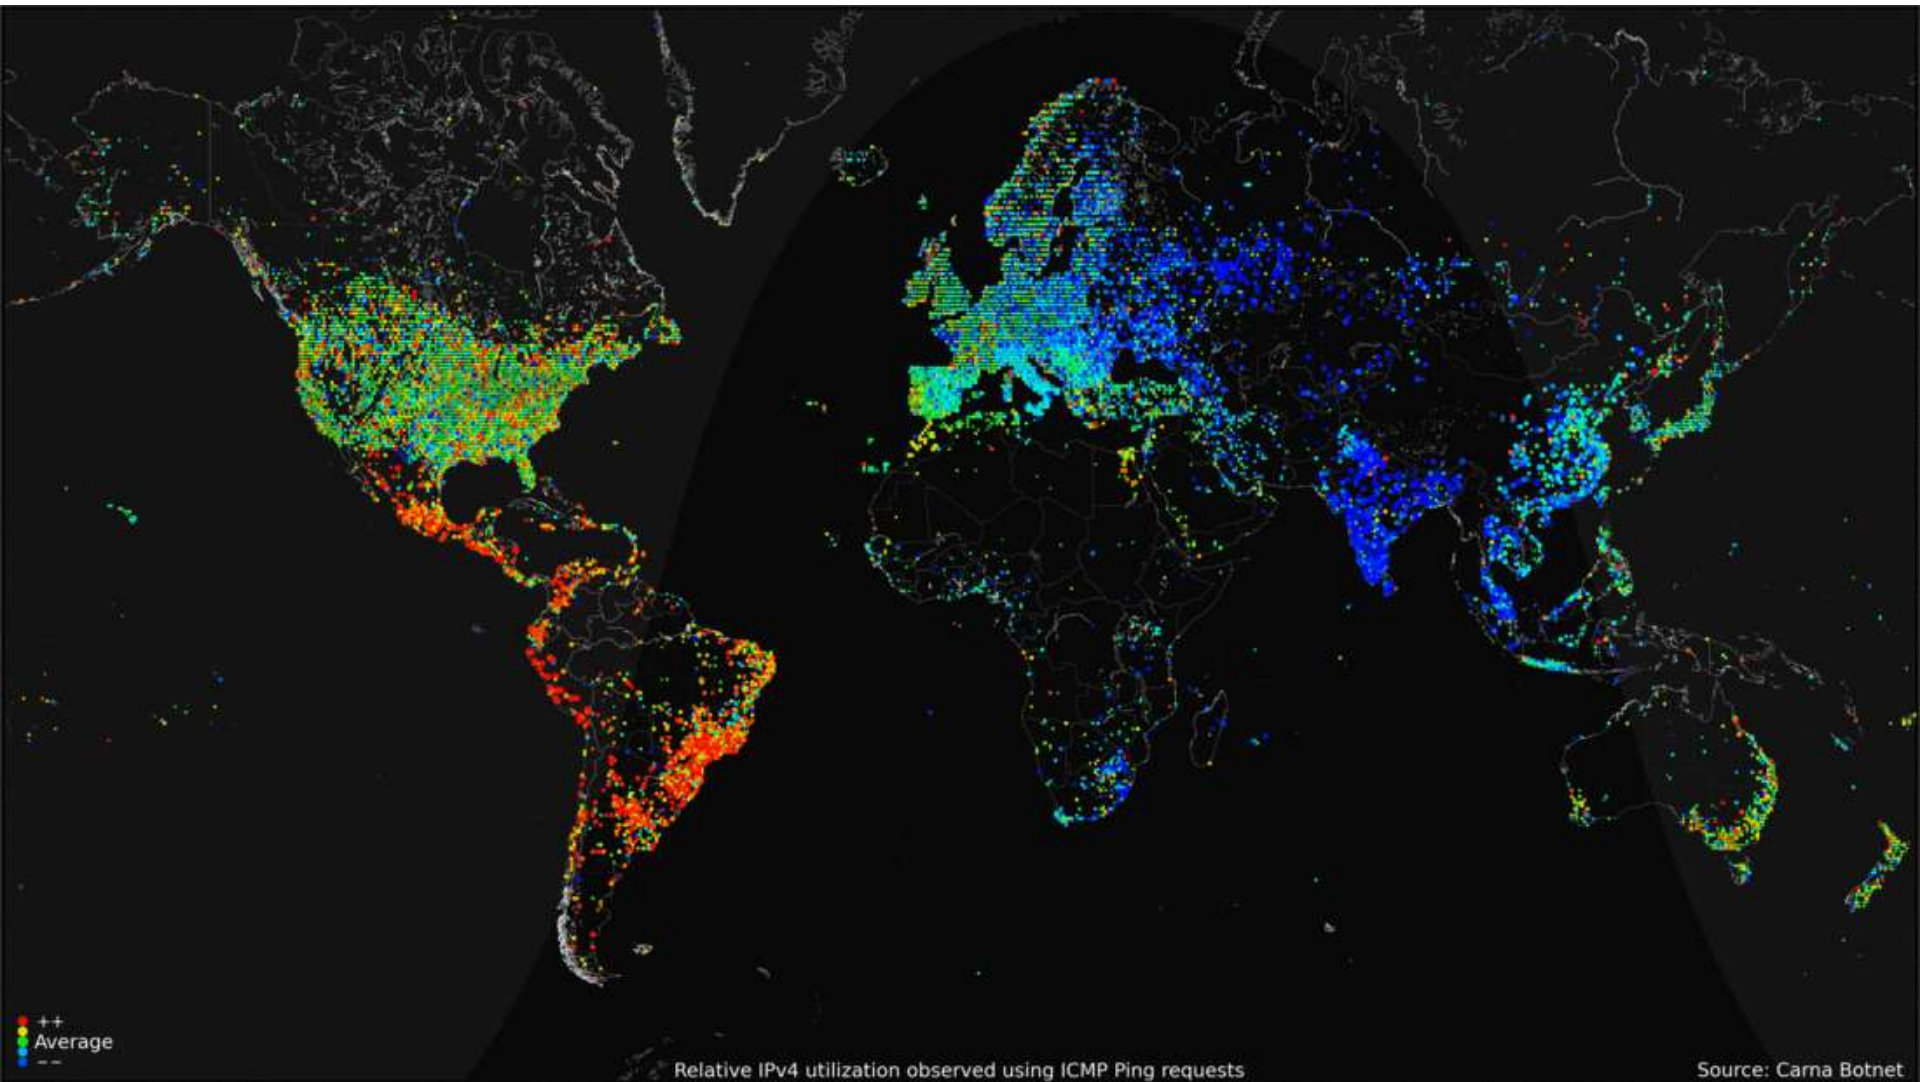 ++
Average
--
Relative IPv4 utilization observed using ICMP Ping requests
Source: Carna Botnet